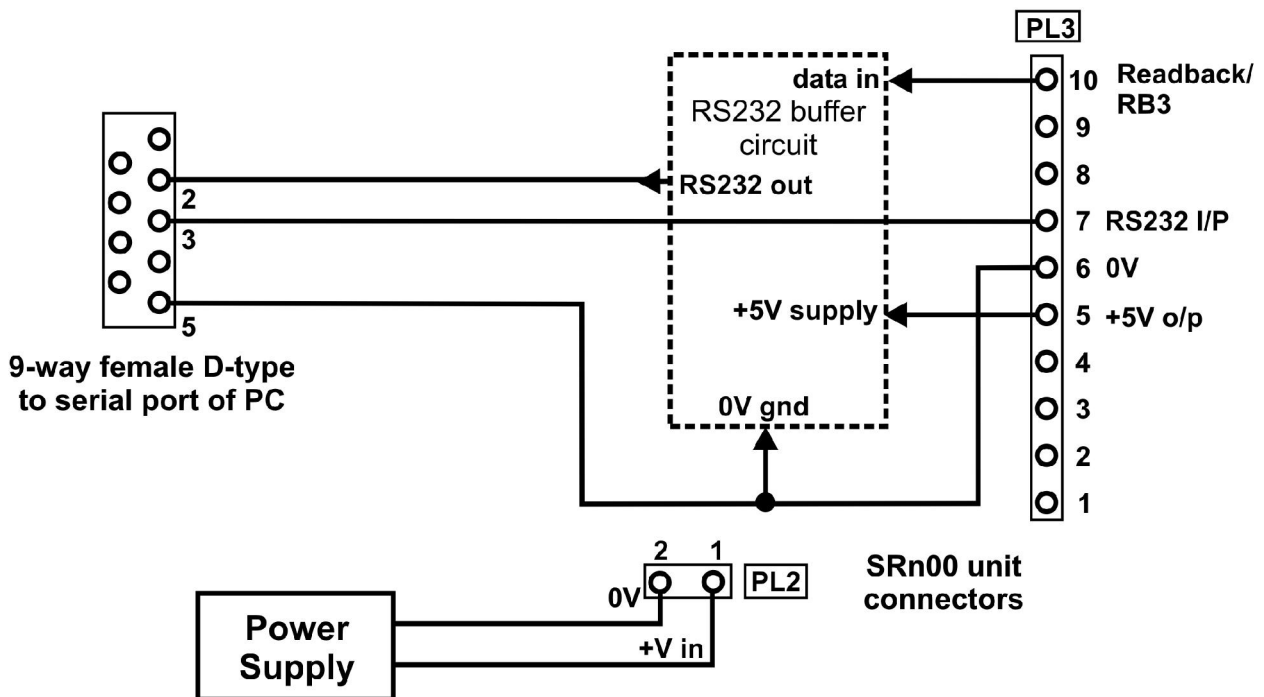 PL3
data in
10 Readback/
RB3
RS232 buffer
circuit
9
8
RS232 out
2
7 RS232 I/P
3
6 0V
+5V supply
5 +5V o/p
5
9-way female D-type
to serial port of PC
4
0V gnd
3
2
1
2 1
PL2
0V
SRn00 unit
connectors
Power
Supply
+V in